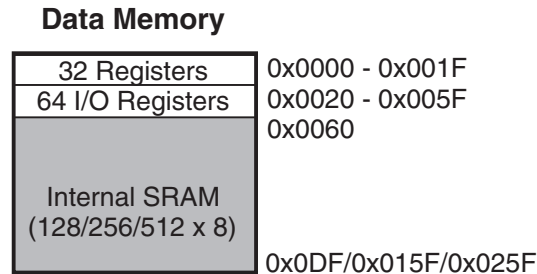 Data Memory
32 Registers
0x0000 - 0x001F
64 I/O Registers
0x0020 - 0x005F
0x0060
Internal SRAM
(128/256/512 x 8)
0x0DF/0x015F/0x025F